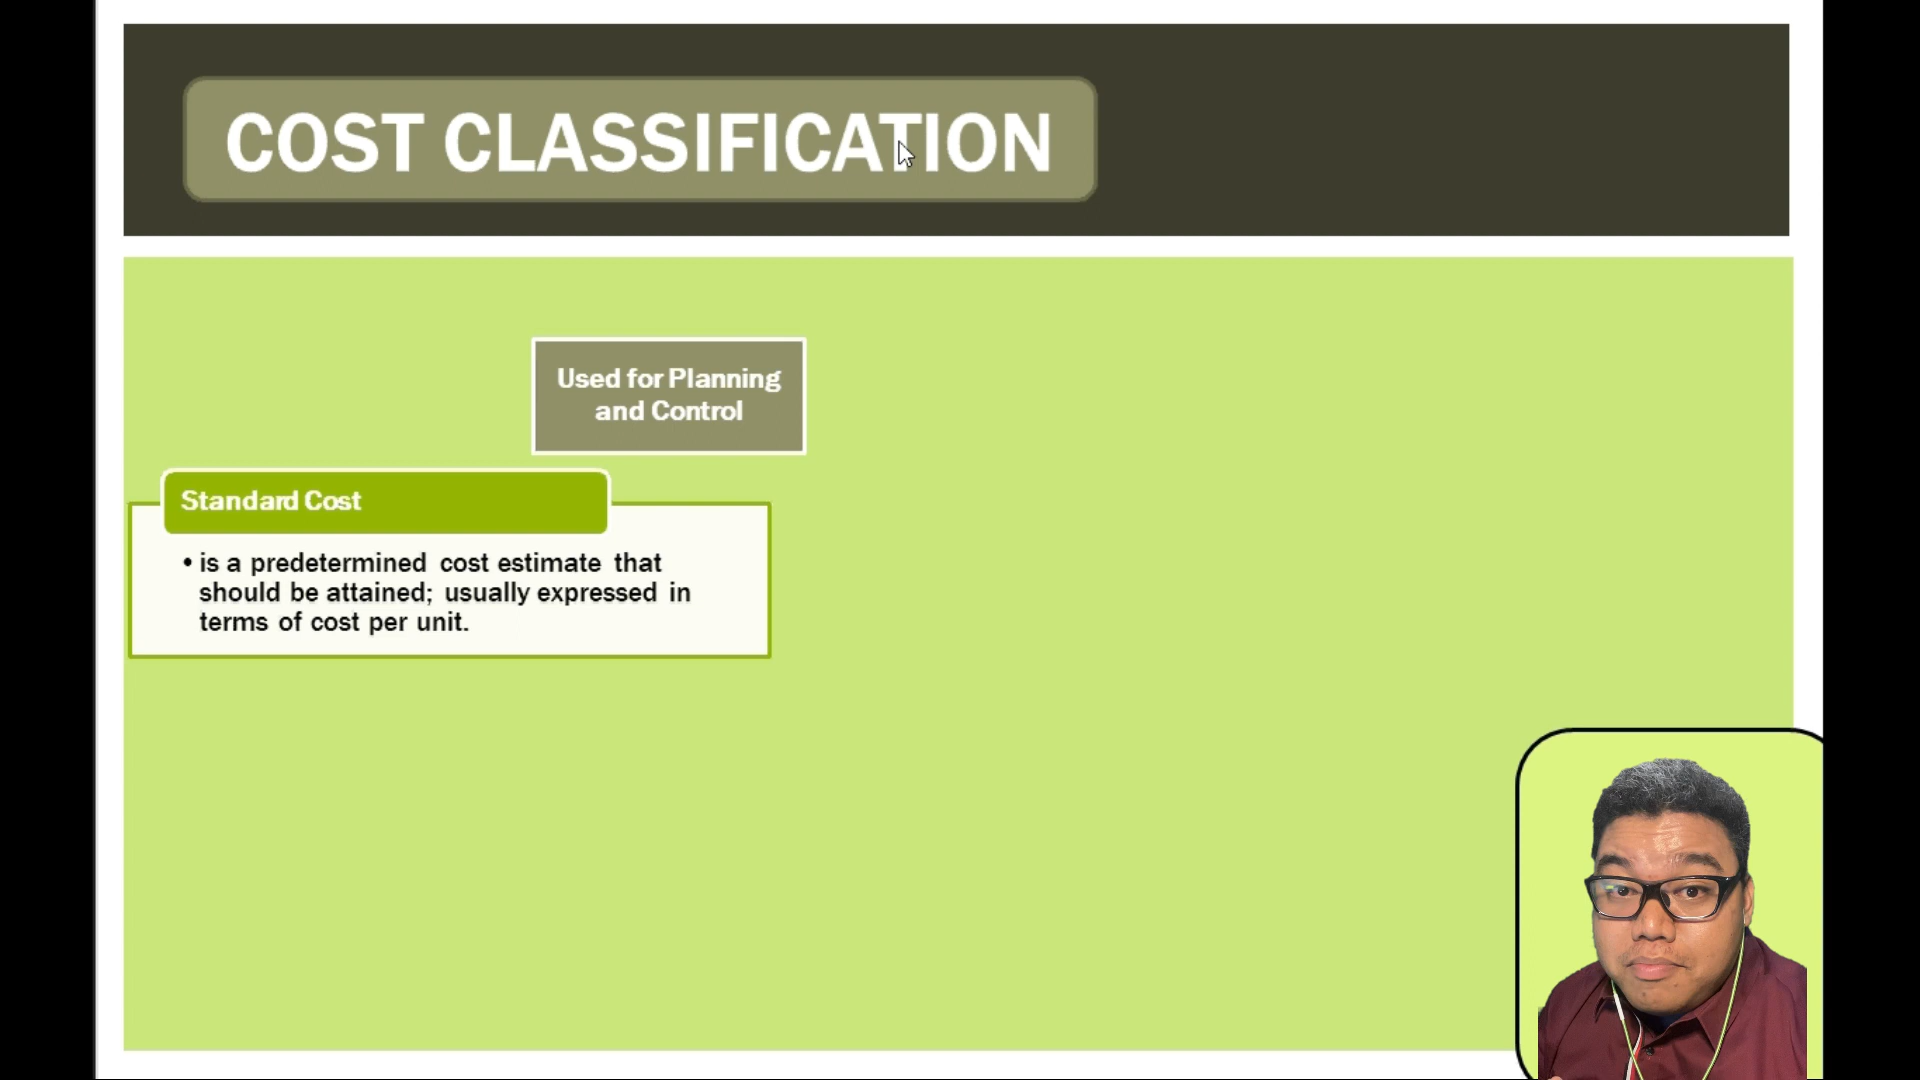 COST CLASSIFICATION
Used for Planning
and Control
Standard Cost
• is a predetermined cost estimate that
should be attained; usually expressed in
terms of cost per unit.